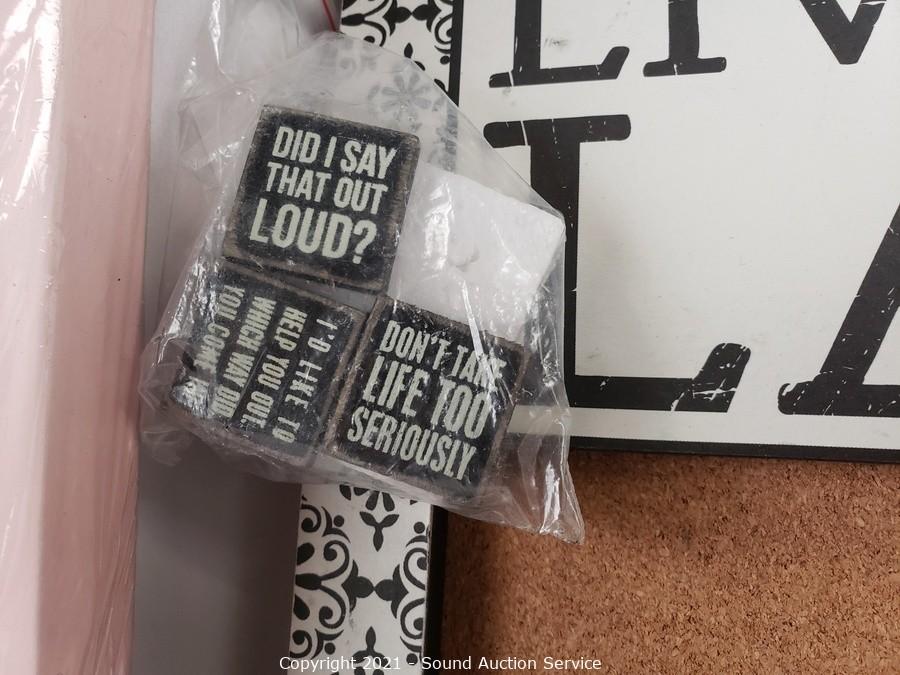 DID I SAY
THAT OUT
LOUD?
I'D LIKE TO
HELP YOU OUT.
WHICH WAY DID
YOU COME IN?
DON'T TAKE
LIFE TOO
SERIOUSLY
L
Copyright 2021 - Sound Auction Service